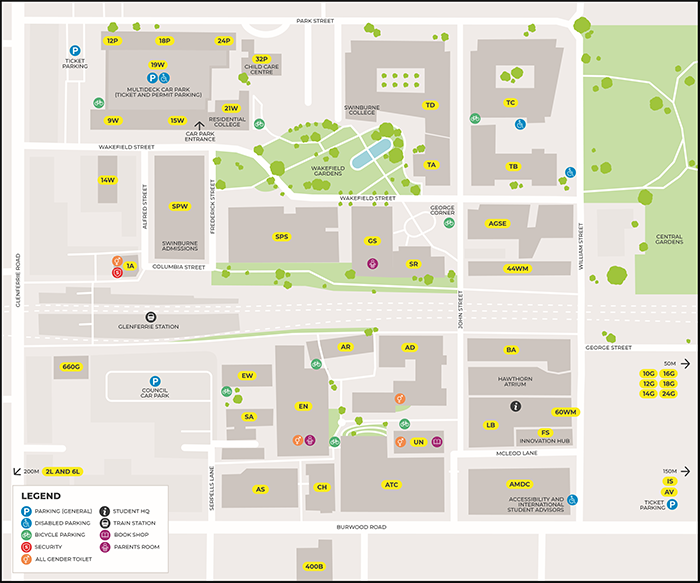 PARK STREET
12P
18P
24P
TICKET
PARKING
19W
MULTIDECK CAR PARK
(TICKET AND PERMIT PARKING)
32P
CHILD CARE
CENTRE
9W
15W
21W
RESIDENTIAL
COLLEGE
CAR PARK
ENTRANCE
SWINBURNE
COLLEGE
TD
TC
TA
TB
WAKEFIELD STREET
WAKEFIELD
GARDENS
WAKEFIELD STREET
14W
ALFRED STREET
SPW
SWINBURNE
ADMISSIONS
FREDERICK STREET
SPS
GS
SR
GEORGE
CORNER
AGSE
44WM
WILLIAM STREET
CENTRAL
GARDENS
1A
COLUMBIA STREET
GLENFERRIE ROAD
GLENFERRIE STATION
JOHN STREET
GEORGE STREET
660G
COUNCIL
CAR PARK
EW
SA
EN
AR
AD
BA
HAWTHORN
ATRIUM
50M
10G
16G
12G
18G
14G
24G
LB
60WM
FS
INNOVATION HUB
UN
MCLEOD LANE
200M
2L AND 6L
SERPELLS LANE
AS
CH
ATC
AMDC
ACCESSIBILITY AND
INTERNATIONAL
STUDENT ADVISORS
150M
IS
AV
TICKET
PARKING
BURWOOD ROAD
400B
LEGEND
PARKING (GENERAL)
DISABLED PARKING
BICYCLE PARKING
SECURITY
ALL GENDER TOILET
STUDENT HQ
TRAIN STATION
BOOK SHOP
PARENTS ROOM